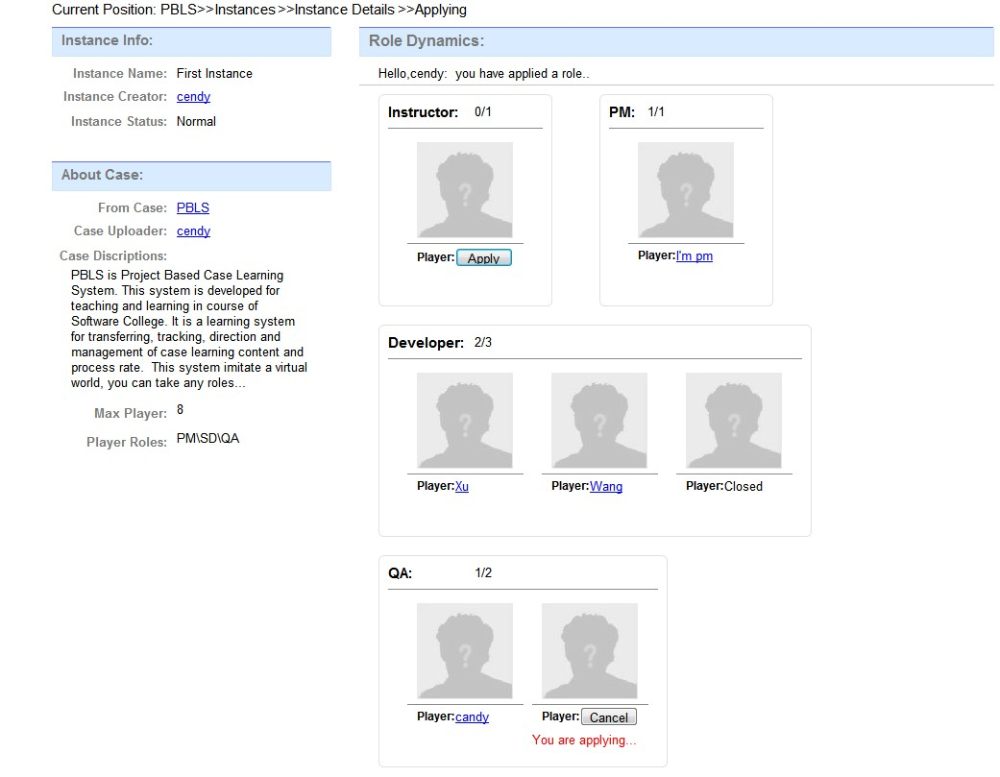 Current Position: PBLS>>Instances>>Instance Details >>Applying
Instance Info:
Instance Name: First Instance
Instance Creator: cendy
Instance Status: Normal
About Case:
From Case: PBLS
Case Uploader: cendy
Case Discriptions:
PBLS is Project Based Case Learning
System. This system is developed for
teaching and learning in course of
Software College. It is a learning system
for transferring, tracking, direction and
management of case learning content and
process rate. This system imitate a virtual
world, you can take any roles...
Max Player: 8
Player Roles: PM\SD\QA
Role Dynamics:
Hello,cendy: you have applied a role..
Instructor: 0/1
?
Player: Apply
PM: 1/1
?
Player:I'm pm
Developer: 2/3
? ? ?
Player:Xu Player:Wang Player:Closed
QA: 1/2
? ?
Player:candy Player: Cancel
You are applying...